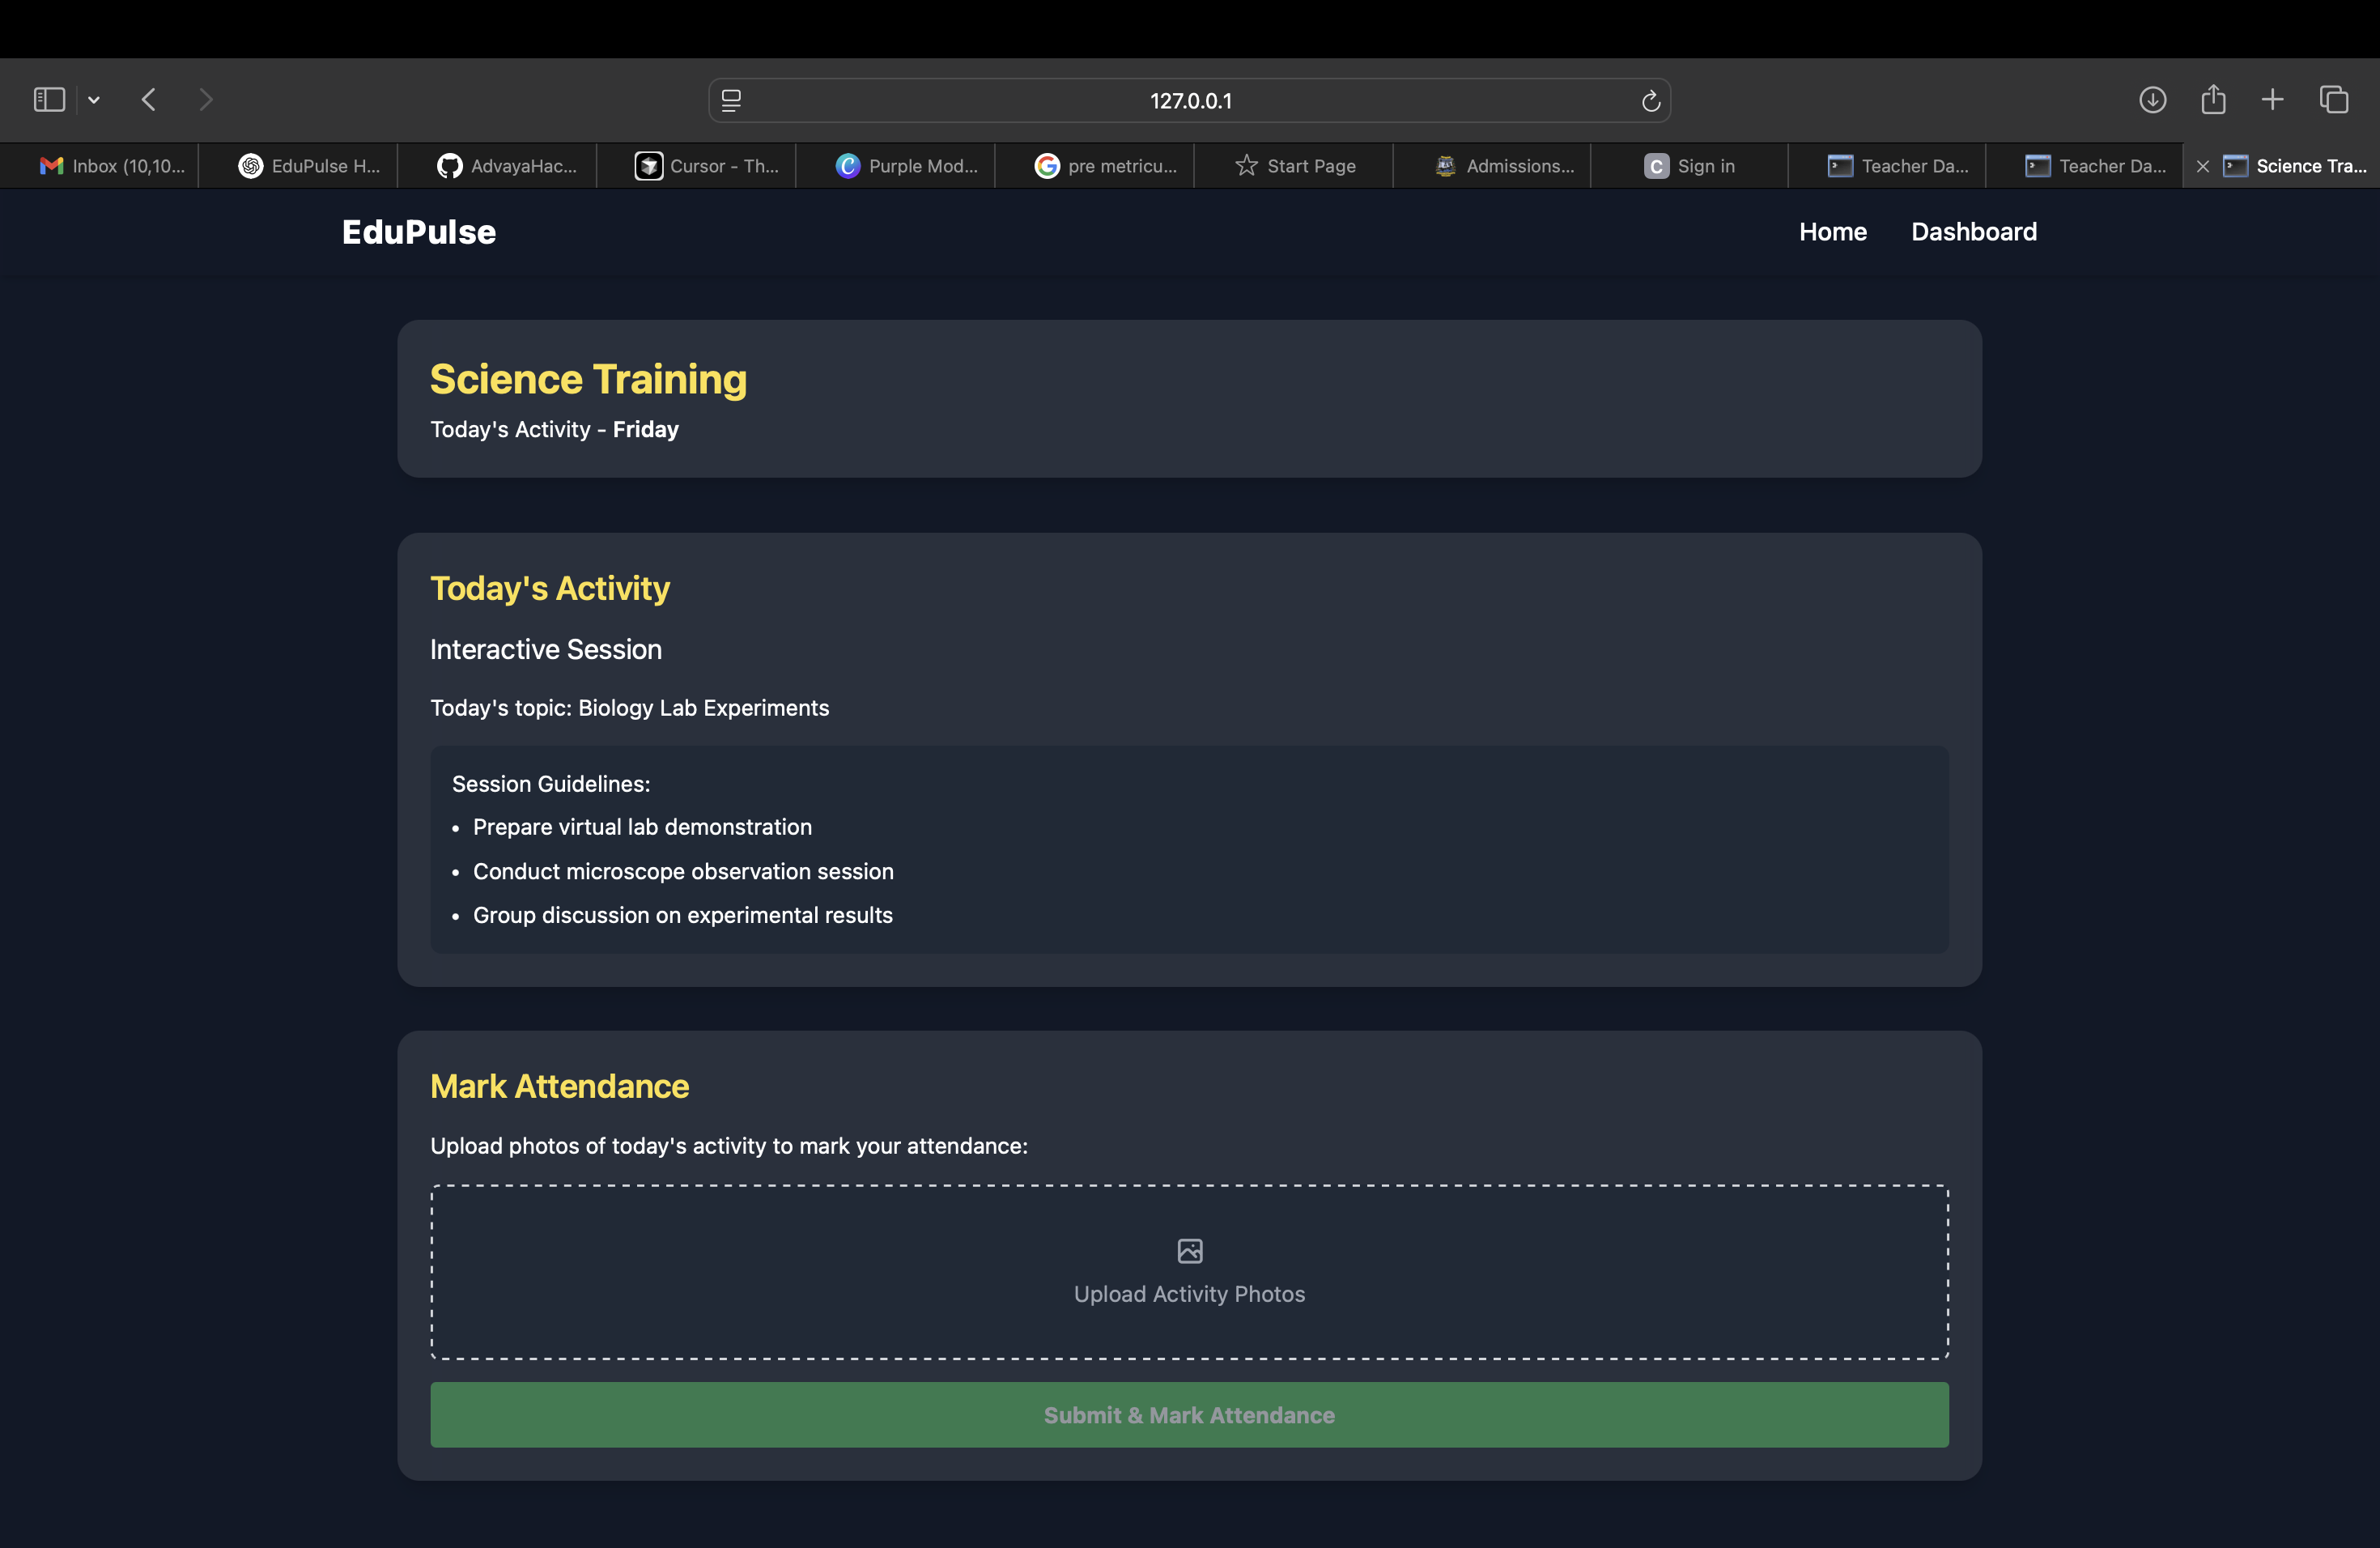 127.0.0.1
Inbox (10,10...
EduPulse H...
AdvayaHac...
Cursor - Th...
Purple Mod...
pre metricu...
Start Page
Admissions...
C Sign in
Teacher Da...
Teacher Da...
Science Tra...
EduPulse
Home
Dashboard
Science Training
Today's Activity - Friday
Today's Activity
Interactive Session
Today's topic: Biology Lab Experiments
Session Guidelines:
• Prepare virtual lab demonstration
• Conduct microscope observation session
• Group discussion on experimental results
Mark Attendance
Upload photos of today's activity to mark your attendance:
Upload Activity Photos
Submit & Mark Attendance